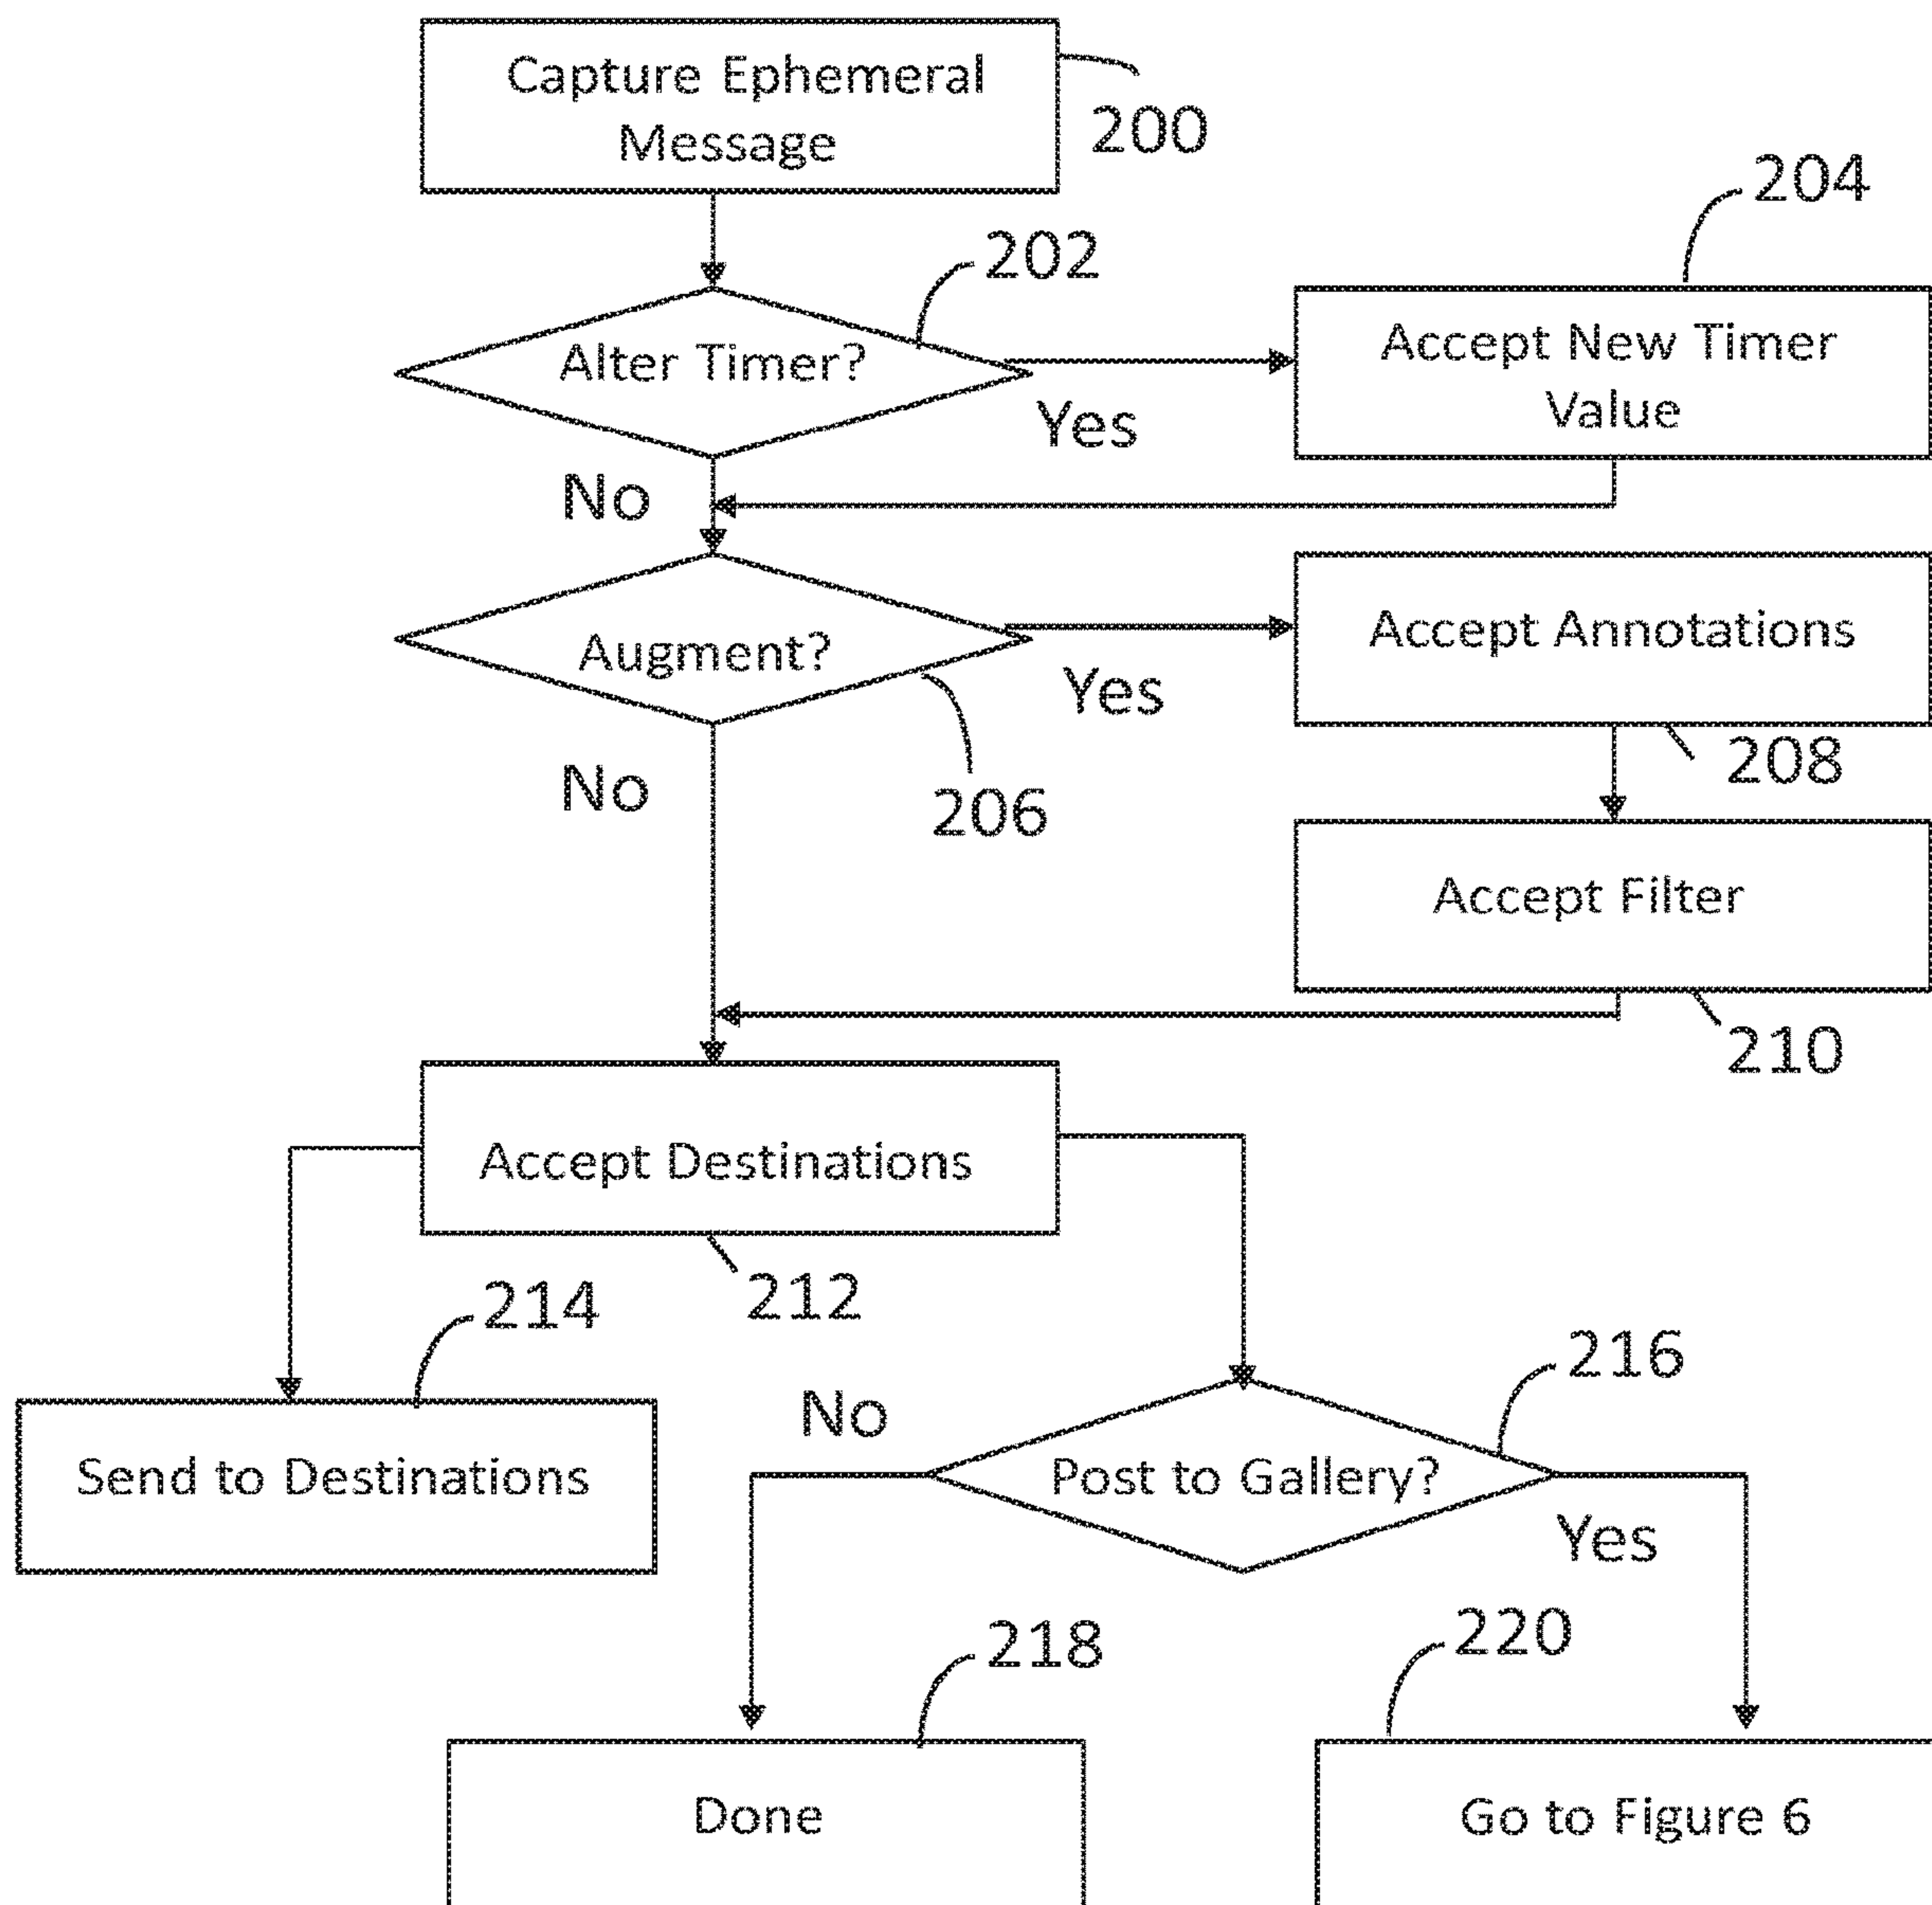 Capture Ephemeral
Message
200
204
202
Alter Timer?
Accept New Timer
Value
Yes
No
Augment?
Accept Annotations
Yes
208
No
206
Accept Filter
210
Accept Destinations
212
214
216
No
Send to Destinations
Post to Gallery?
Yes
218
220
Done
Go to Figure 6